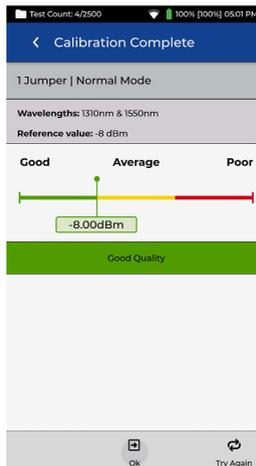 Test Count: 4/2500 100% [100%] 05:01 PM
Calibration Complete
1 Jumper | Normal Mode
Wavelengths: 1310nm & 1550nm
Reference value: -8 dBm
Good Average Poor
-8.00dBm
Good Quality
Ok Try Again